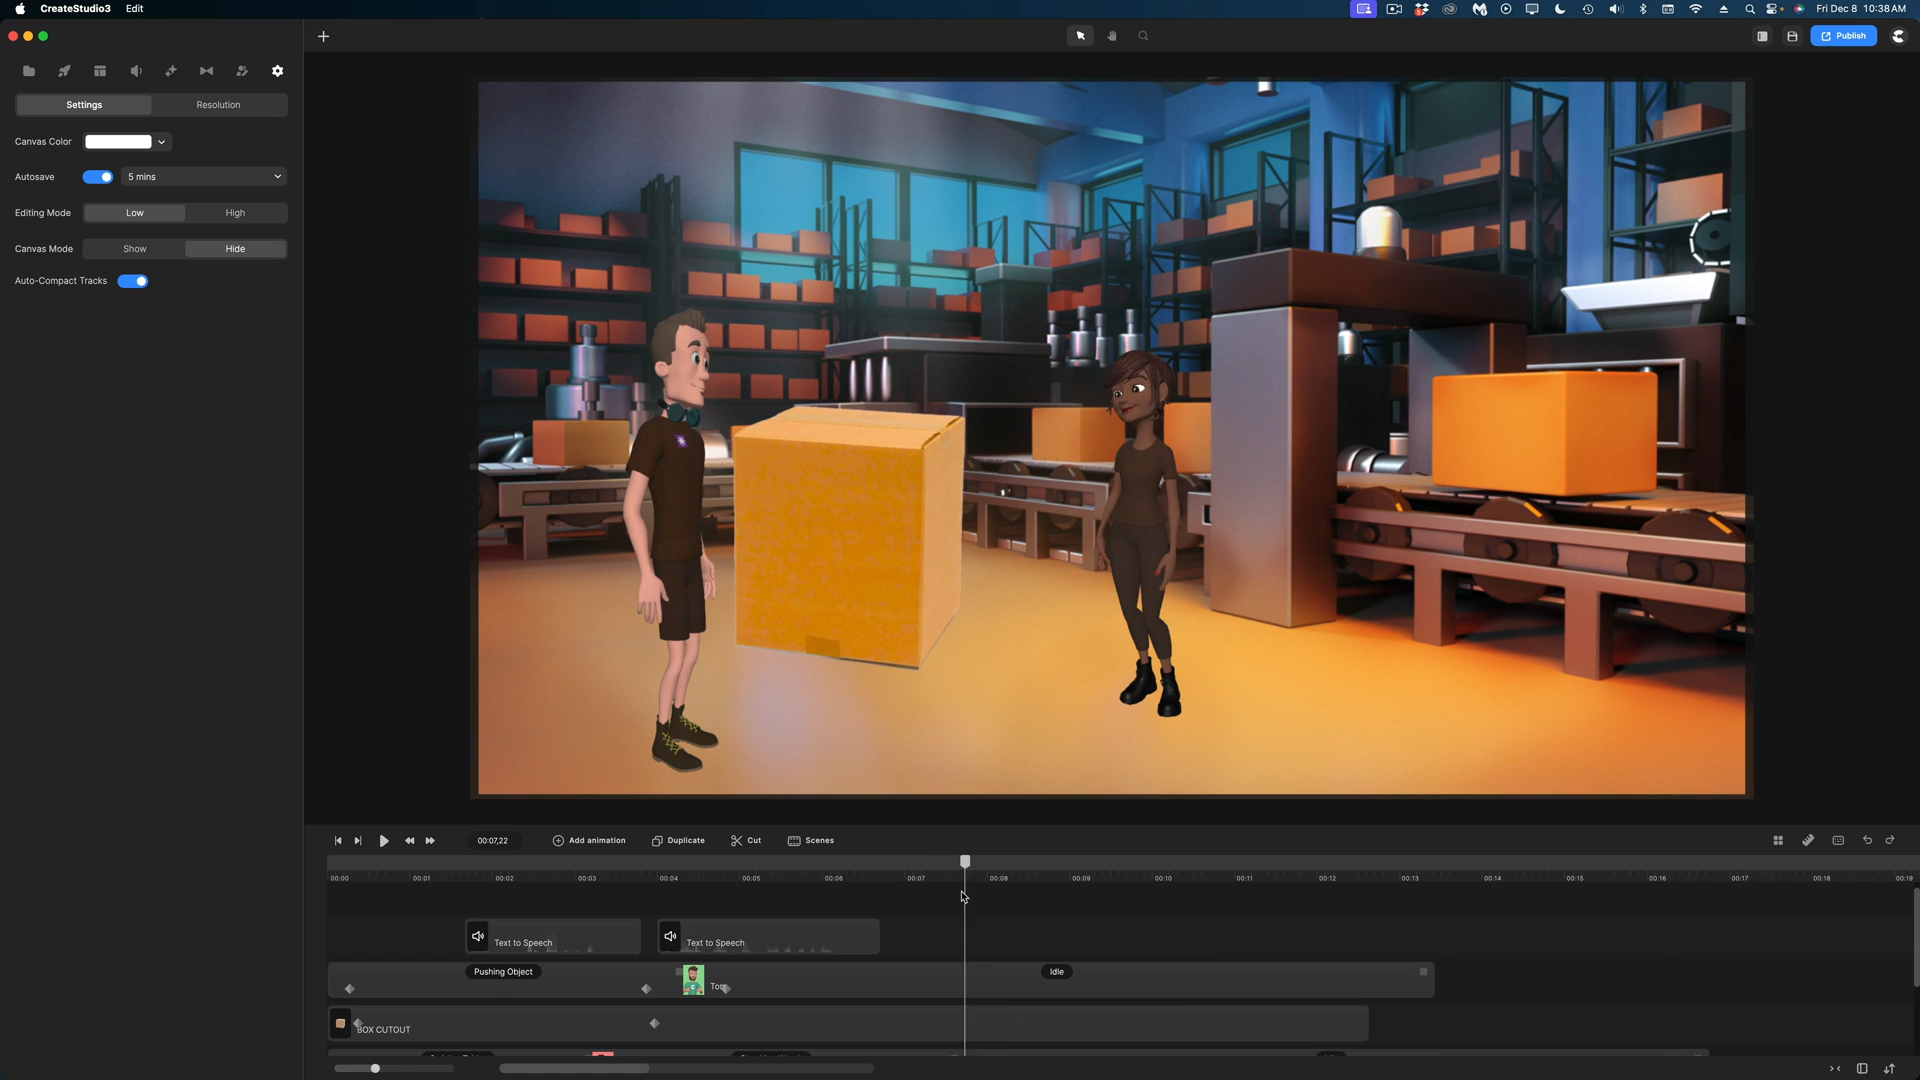 CreateStudio3 Edit
Fri Dec 8 10:38 AM
Publish
Settings Resolution
Canvas Color
Autosave 5 mins
Editing Mode Low High
Canvas Mode Show Hide
Auto-Compact Tracks
00:07,22 Add animation Duplicate Cut Scenes
00:00 00:01 00:02 00:03 00:04 00:05 00:06 00:07 00:08 00:09 00:10 00:11 00:12 00:13 00:14 00:15 00:16 00:17 00:18 00:19
Text to Speech Text to Speech
Pushing Object Idle
BOX CUTOUT